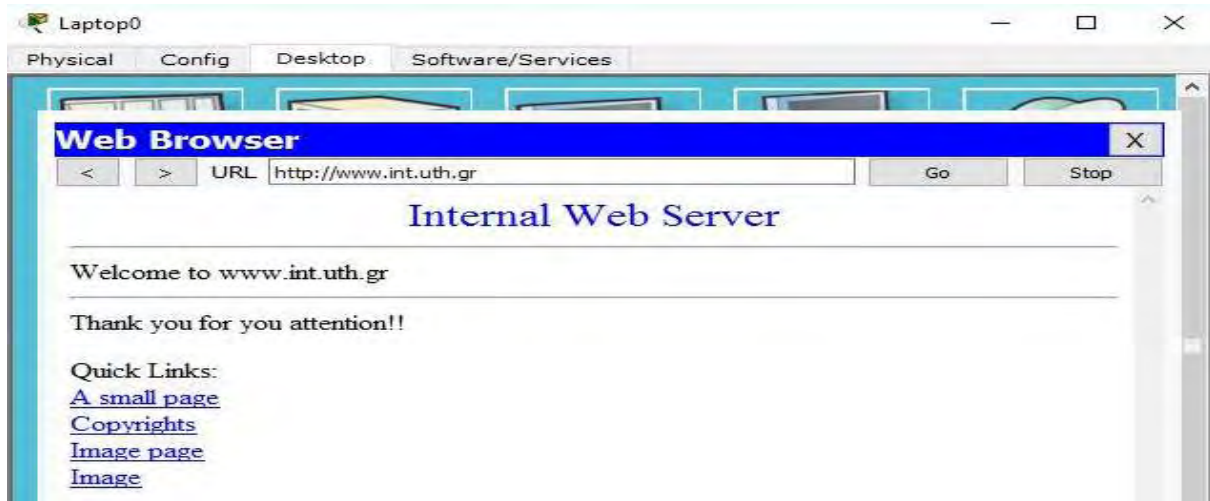 Laptop0
Physical Config Desktop Software/Services
Web Browser X
< > URL http://www.int.uth.gr Go Stop
Internal Web Server
Welcome to www.int.uth.gr
Thank you for you attention!!
Quick Links:
A small page
Copyrights
Image page
Image